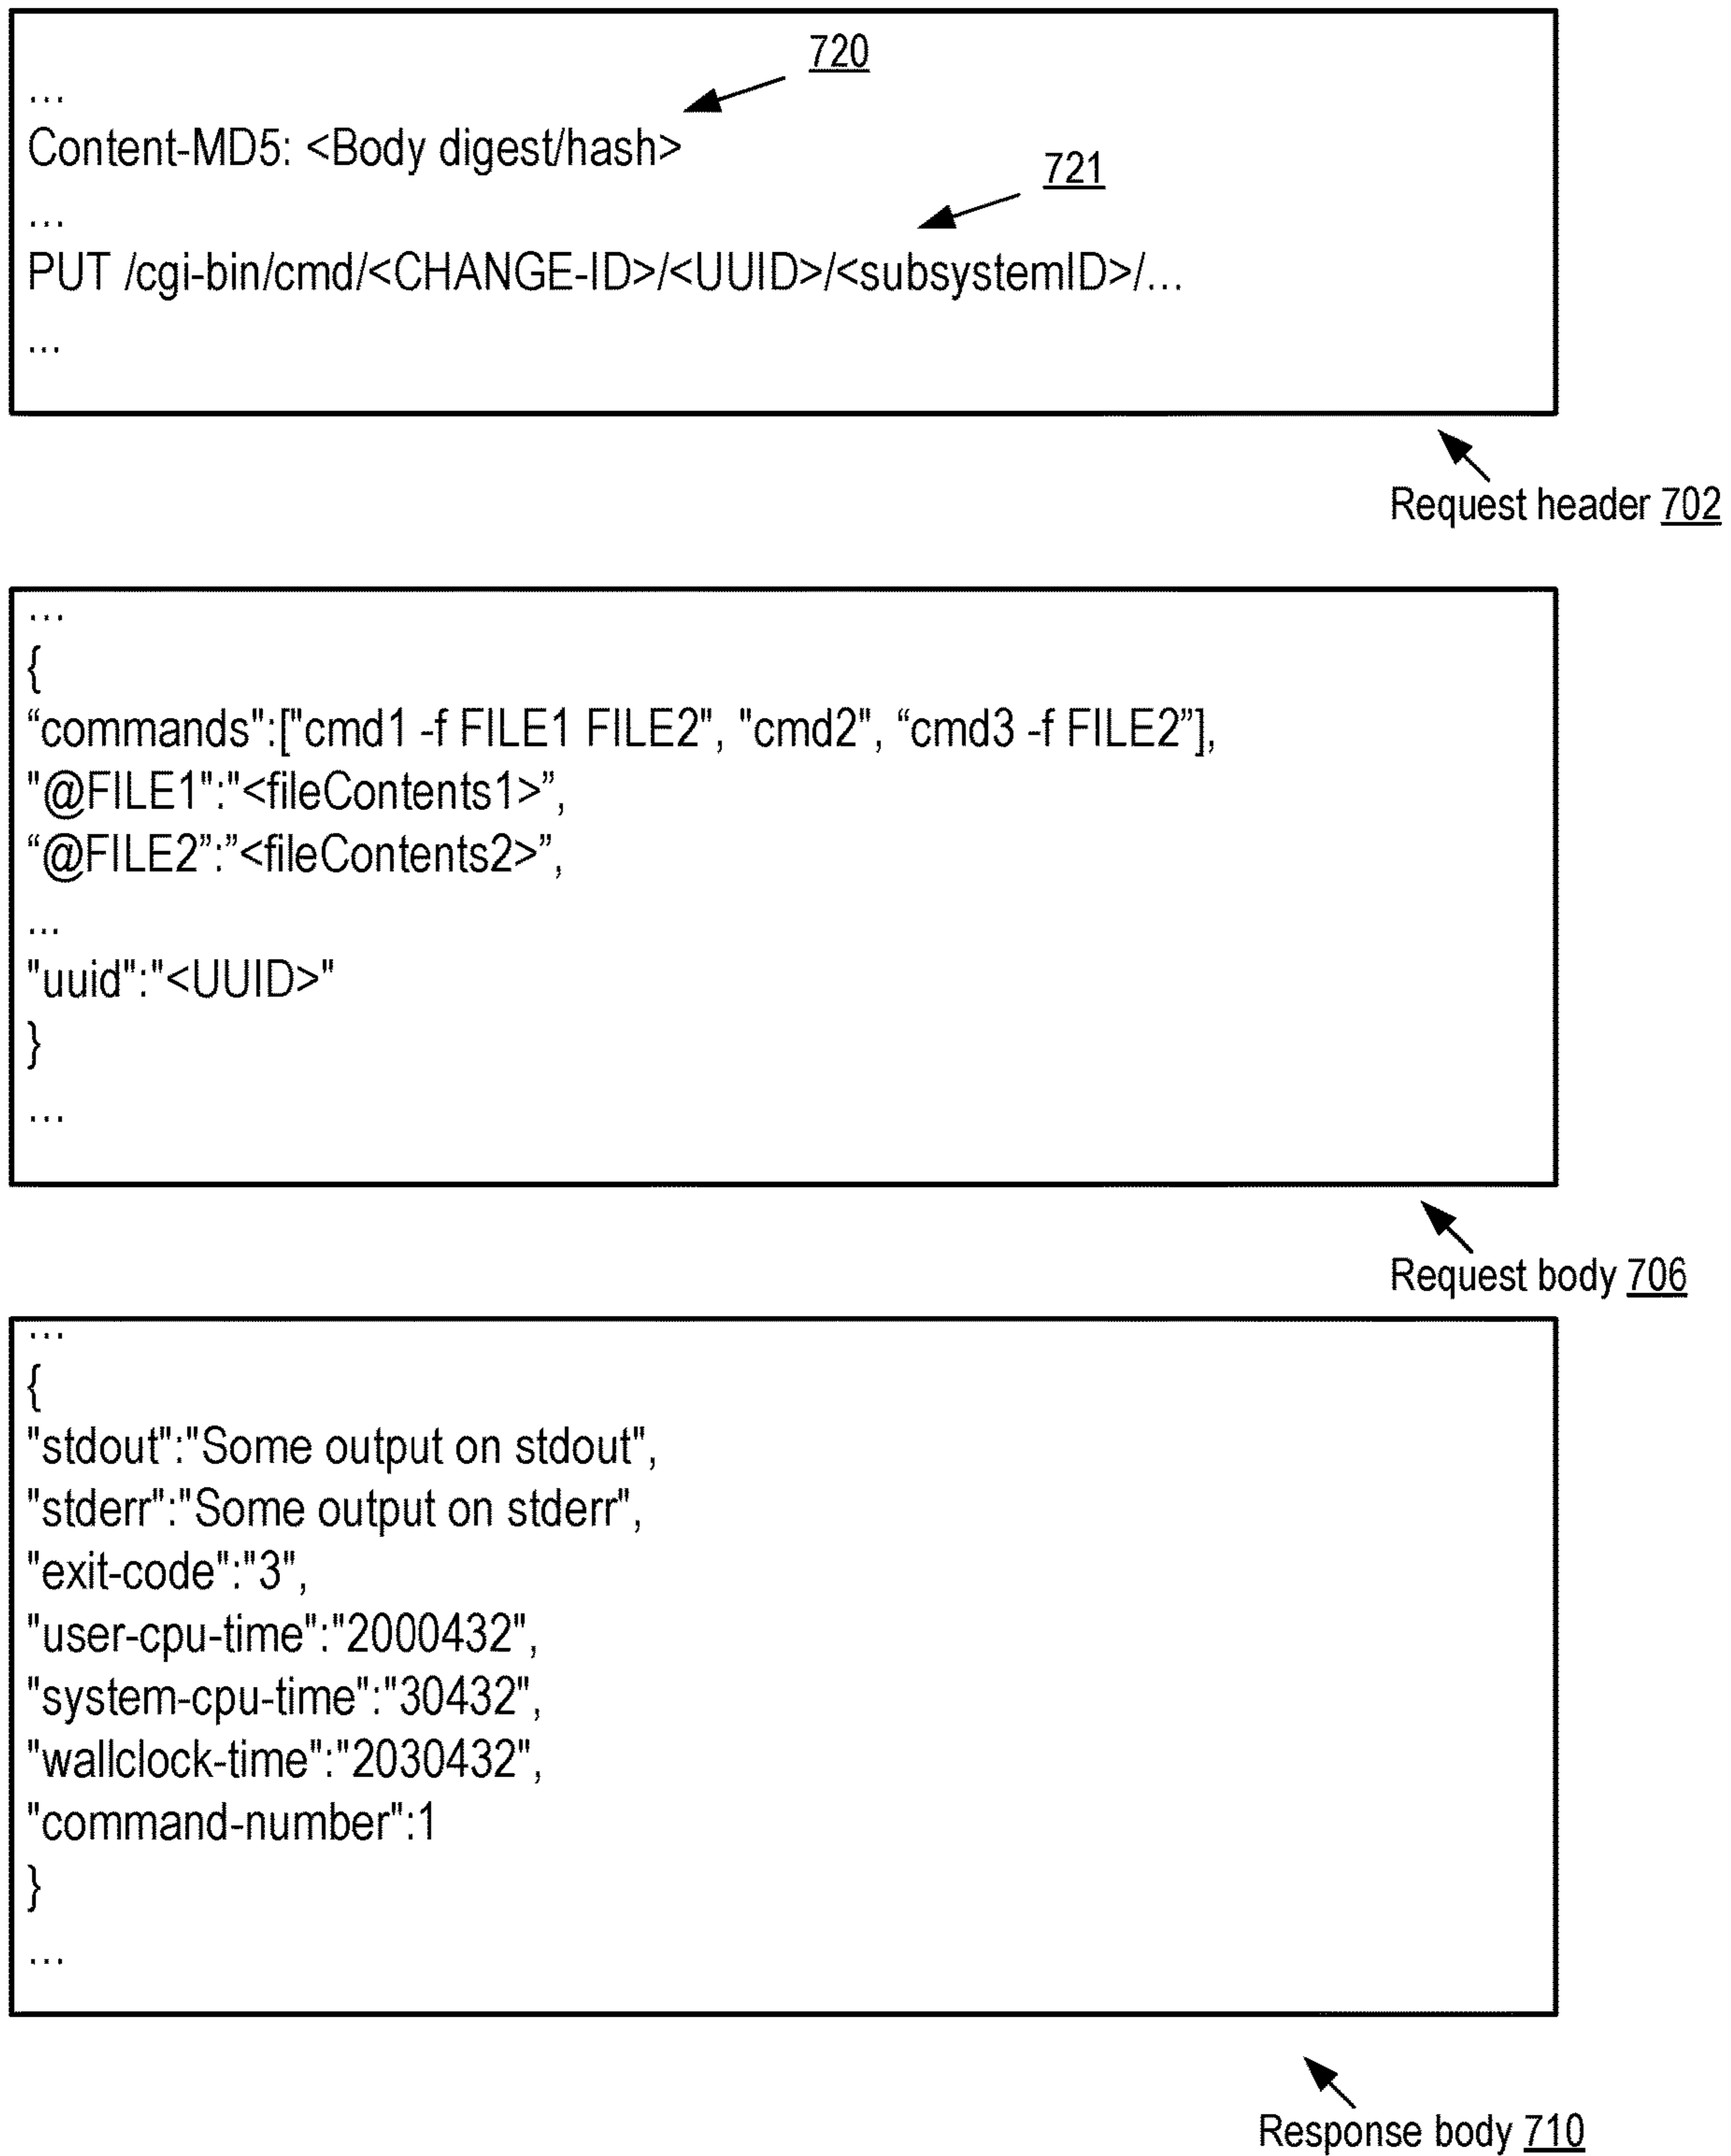 720
...
Content-MD5: <Body digest/hash>
721
...
PUT /cgi-bin/cmd/<CHANGE-ID>/<UUID>/<subsystemID>/...
...
Request header 702
...
{
“commands":["cmd1 -f FILE1 FILE2", "cmd2", “cmd3 -f FILE2”],
"@FILE1":"<fileContents1>”,
“@FILE2”:”<fileContents2>”,
...
"uuid":"<UUID>"
}
...
Request body 706
...
{
"stdout":"Some output on stdout",
"stderr":"Some output on stderr",
"exit-code":"3",
"user-cpu-time":"2000432",
"system-cpu-time":"30432",
"wallclock-time":"2030432",
"command-number":1
}
...
Response body 710